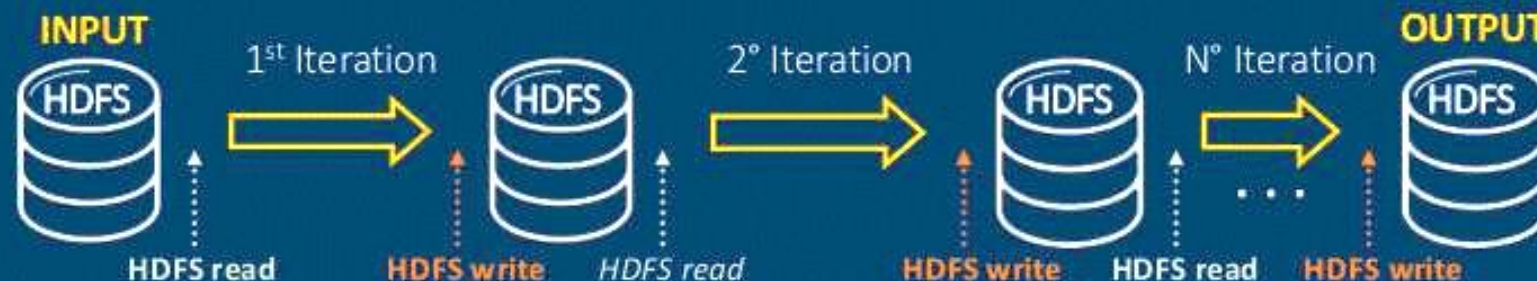 INPUT
OUTPUT
1st Iteration
2° Iteration
N° Iteration
HDFS
HDFS
HDFS
HDFS
. . .
HDFS read
HDFS write
HDFS read
HDFS write
HDFS read
HDFS write